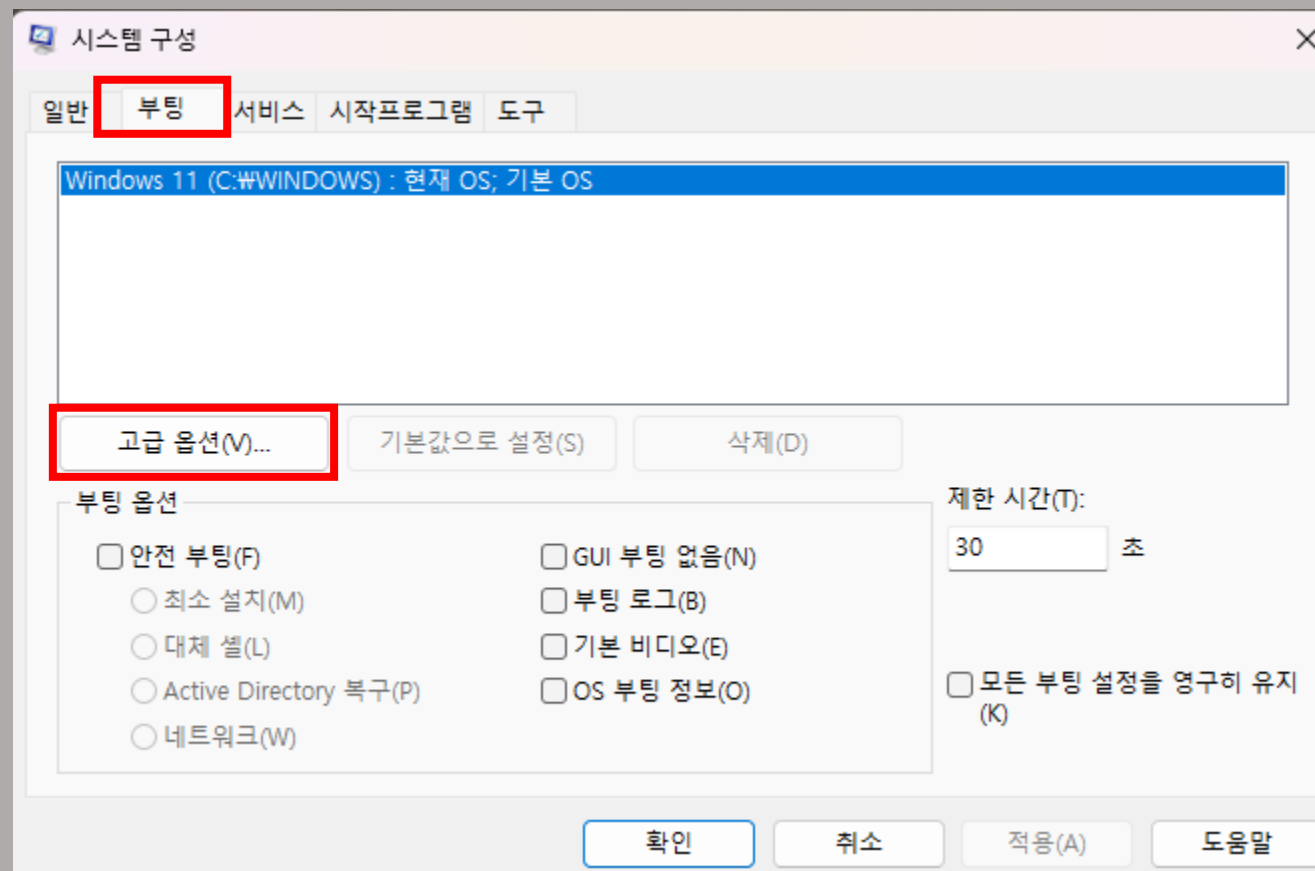 시스템 구성
일반 부팅 서비스 시작프로그램 도구
Windows 11 (C:₩WINDOWS) : 현재 OS; 기본 OS
고급 옵션(V)... 기본값으로 설정(S) 삭제(D)
부팅 옵션
제한 시간(T):
안전 부팅(F) GUI 부팅 없음(N) 30 초
최소 설치(M) 부팅 로그(B)
대체 셸(L) 기본 비디오(E)
Active Directory 복구(P) OS 부팅 정보(O)
모든 부팅 설정을 영구히 유지
(K)
네트워크(W)
확인 취소 적용(A) 도움말